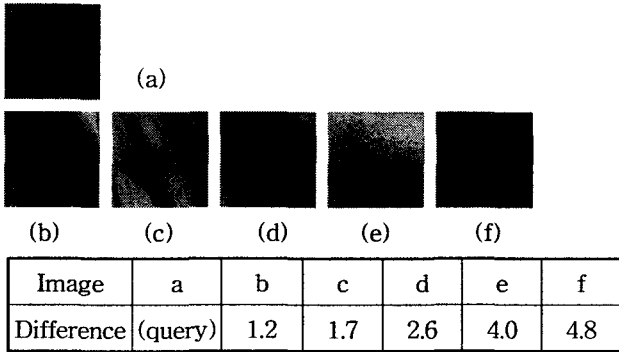 (a)
(b) (c) (d) (e) (f)
Image a b c d e f
Difference (query) 1.2 1.7 2.6 4.0 4.8